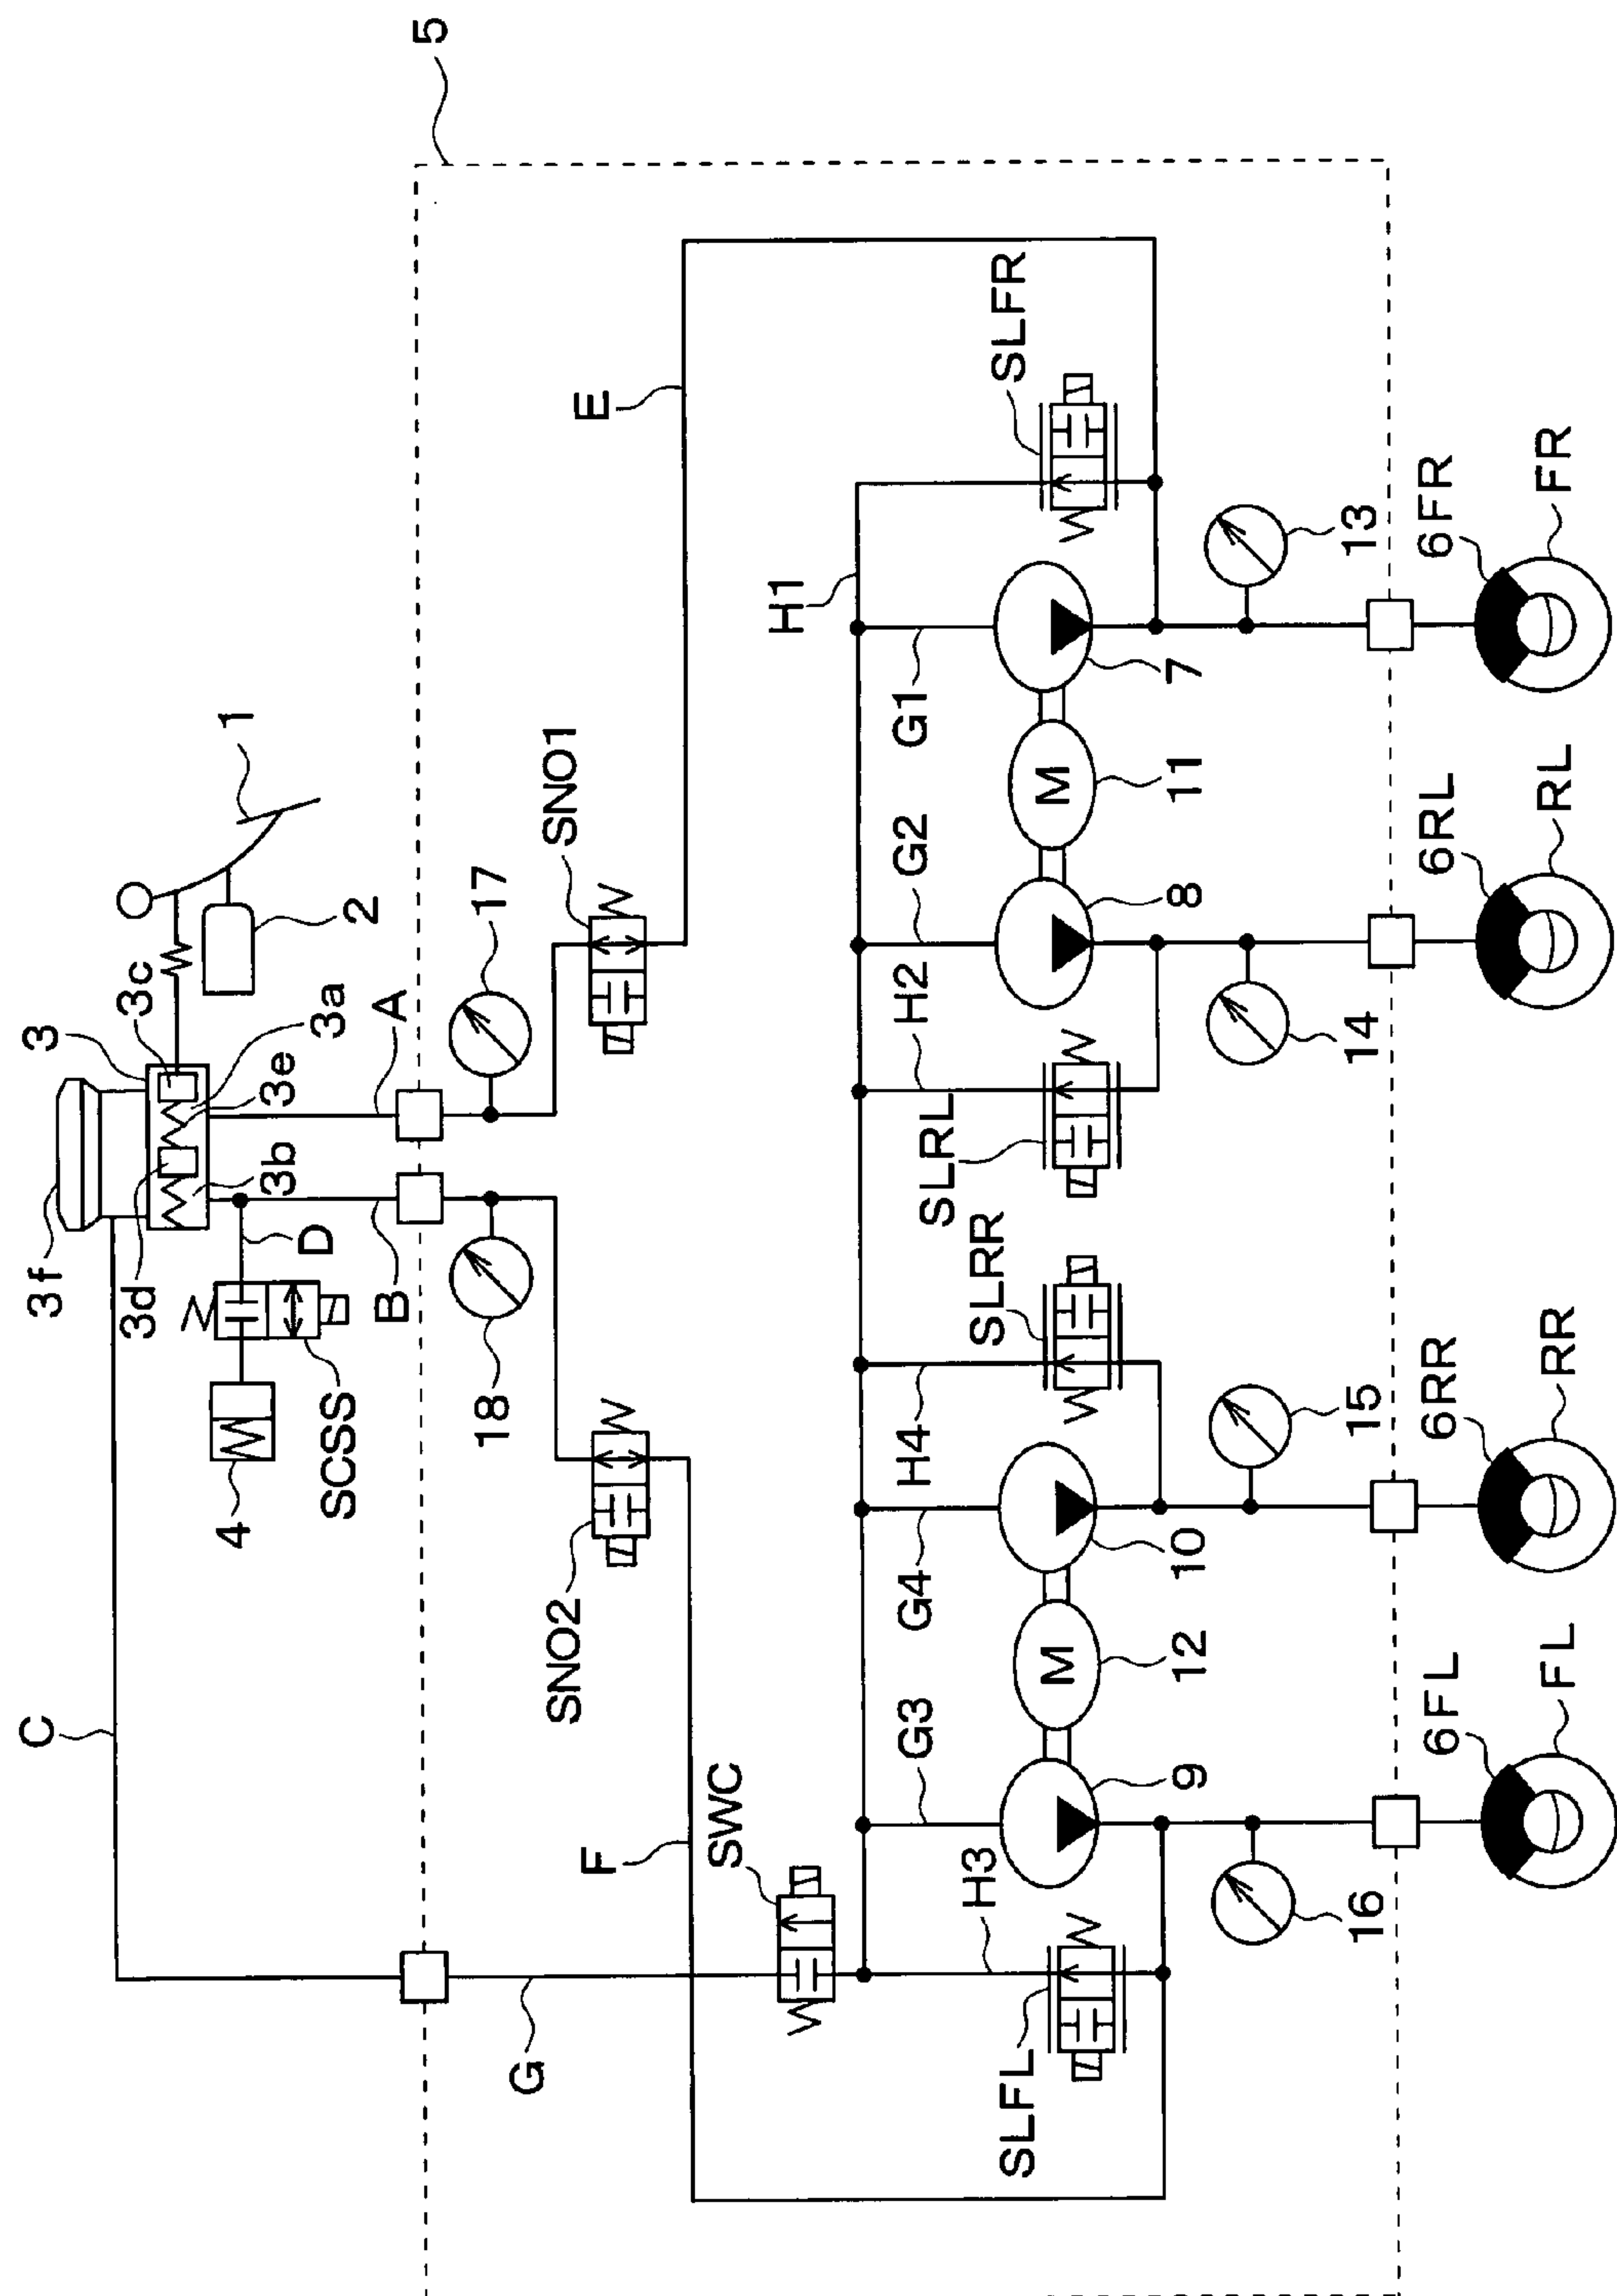 5
3f
3
3c
3a
3e
3d
3b
1
2
A
B
C
D
4
SCSS
17
18
SNO1
SNO2
E
F
G
SWC
H1
G1
G2
H2
H4
G4
G3
H3
SLFR
SLRL
SLRR
SLFL
7
M
11
8
10
M
12
9
13
14
15
16
6FR
FR
6RL
RL
6RR
RR
6FL
FL